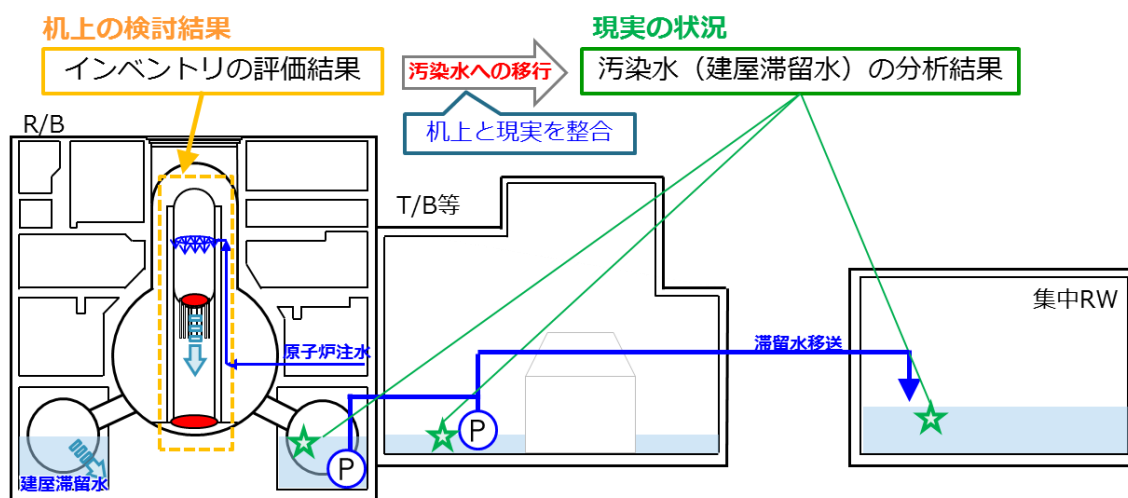 机上の検討結果
現実の状況
インベントリの評価結果
汚染水への移行
汚染水（建屋滞留水）の分析結果
机上と現実を整合
R/B
T/B等
集中RW
原子炉注水
滞留水移送
P
P
建屋滞留水